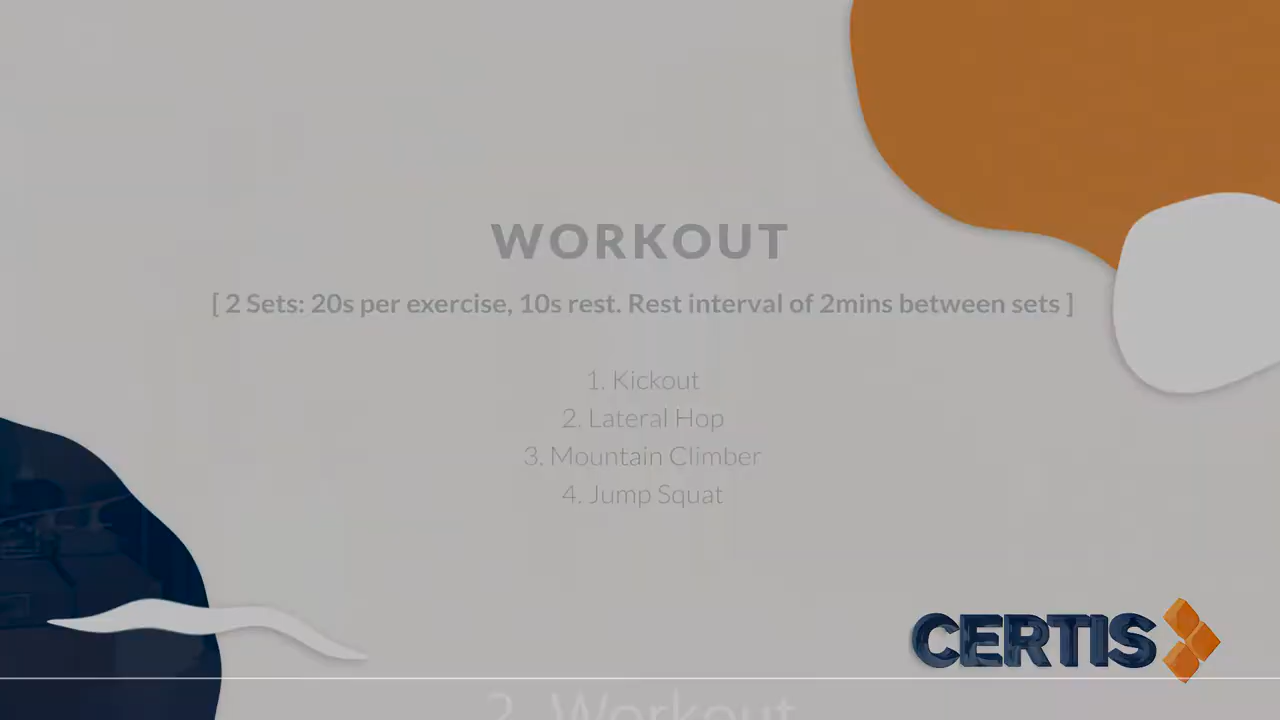 WORKOUT
[ 2 Sets: 20s per exercise, 10s rest. Rest interval of 2mins between sets ]
1. Kickout
2. Lateral Hop
3. Mountain Climber
4. Jump Squat
CERTIS
2. Workout